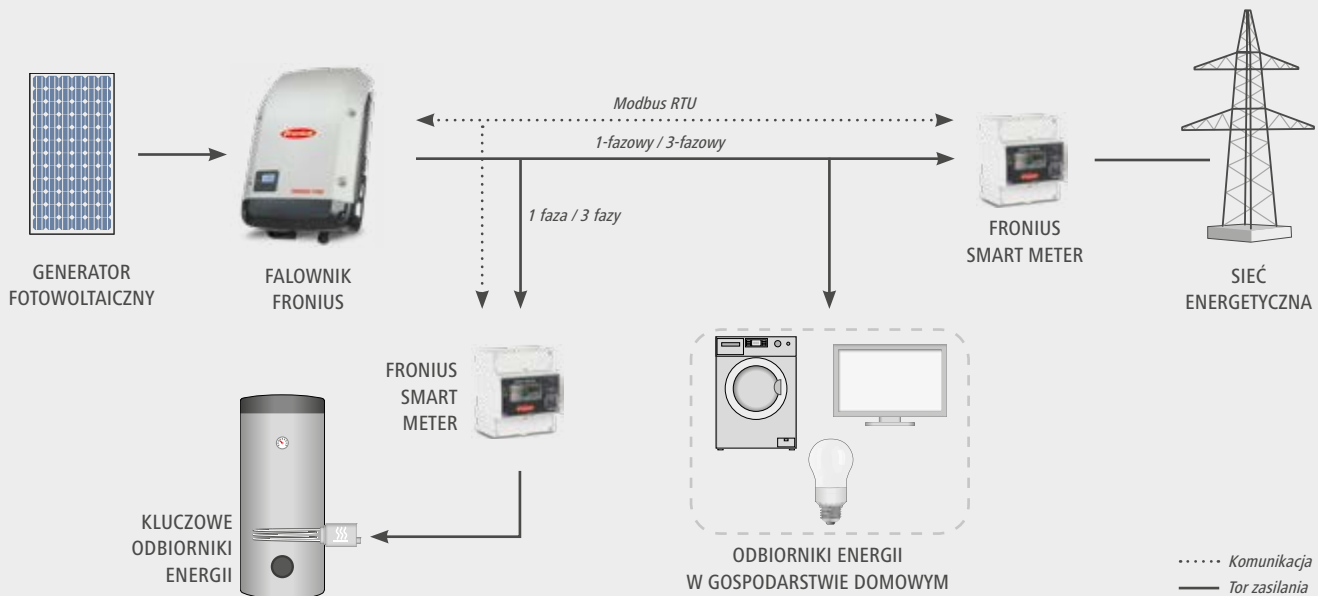 Modbus RTU
1-fazowy / 3-fazowy
1 faza / 3 fazy
GENERATOR
FOTOWOLTAICZNY
FALOWNIK
FRONIUS
FRONIUS
SMART METER
SIEĆ
ENERGETYCZNA
FRONIUS
SMART
METER
KLUCZOWE
ODBIORNIKI
ENERGII
ODBIORNIKI ENERGII
W GOSPODARSTWIE DOMOWYM
Komunikacja
Tor zasilania